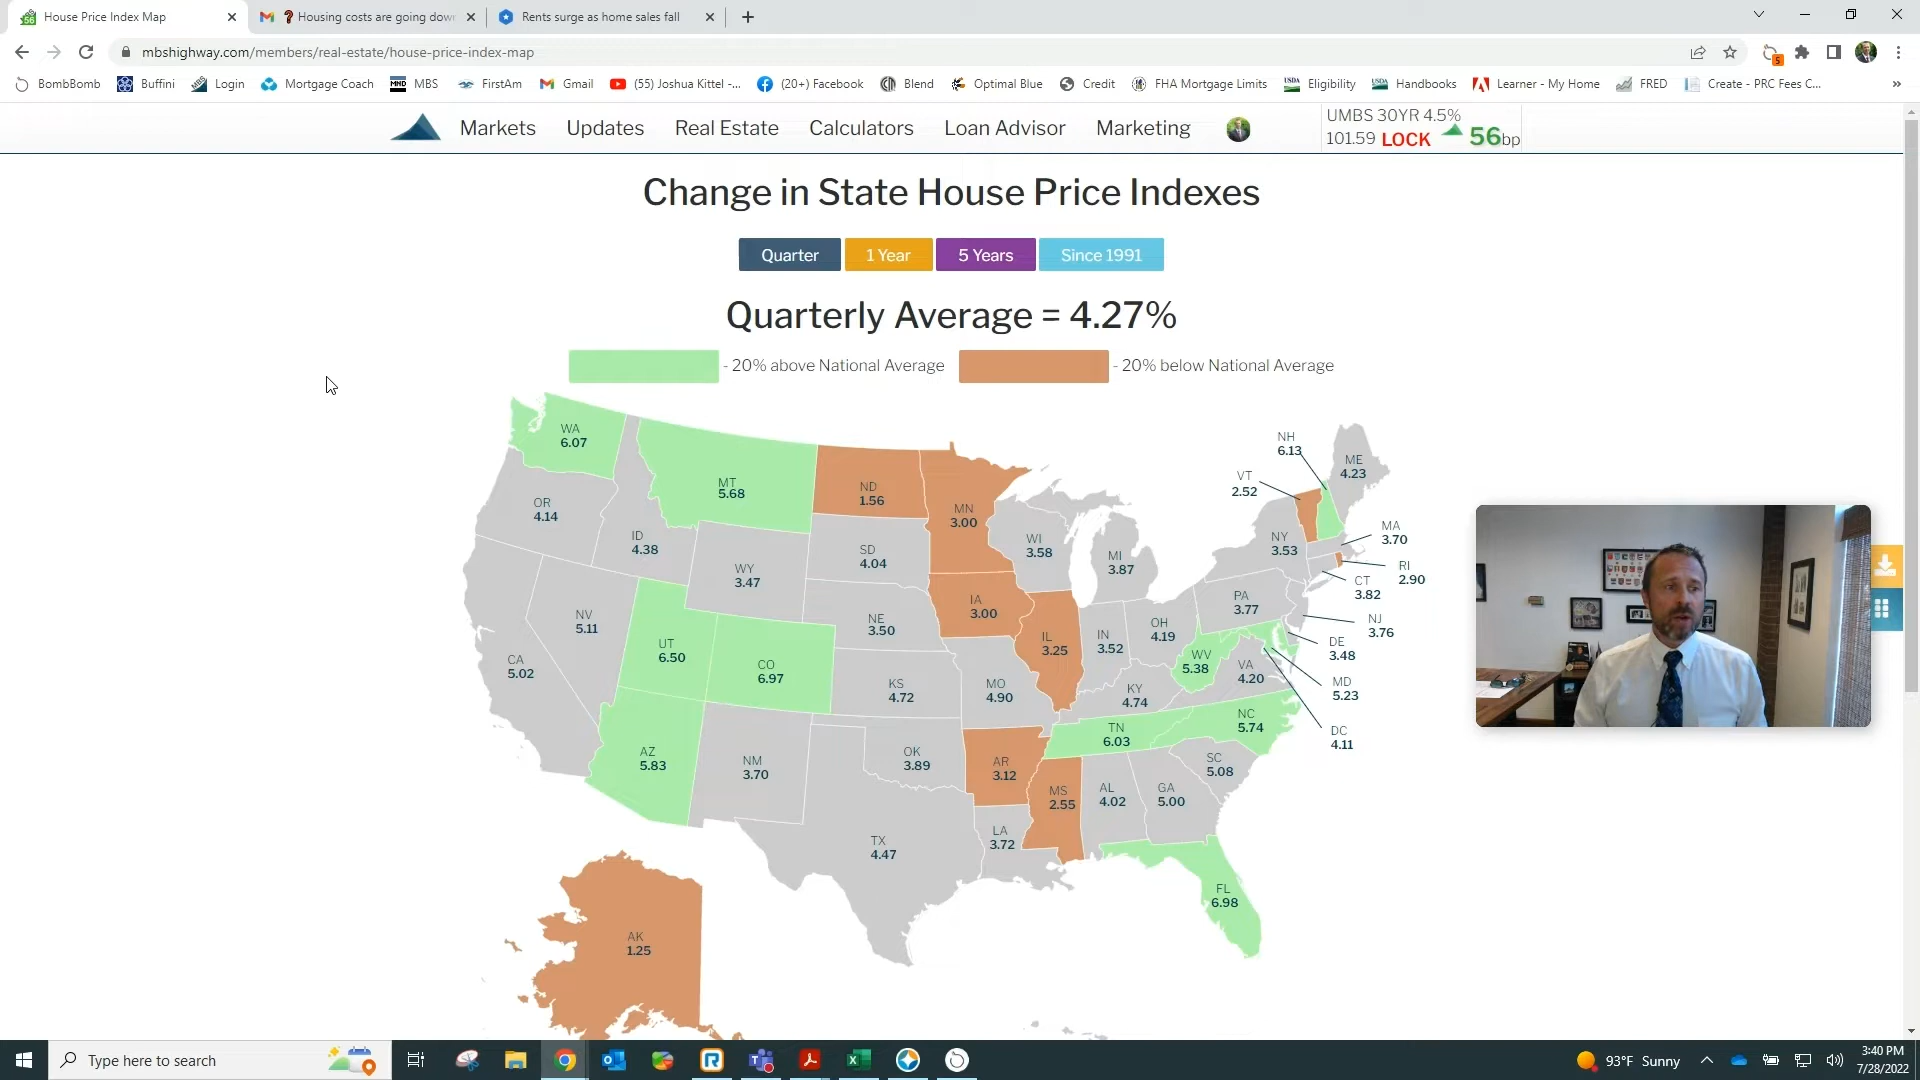 House Price Index Map
❓ Housing costs are going dow
Rents surge as home sales fall
mbshighway.com/members/real-estate/house-price-index-map
5
BombBomb
Buffini
Login
Mortgage Coach
MND
MBS
FirstAm
Gmail
(55) Joshua Kittel -...
(20+) Facebook
Blend
Optimal Blue
Credit
FHA Mortgage Limits
USDA
Eligibility
USDA
Handbooks
Learner - My Home
FRED
Create - PRC Fees C...
»
Markets
Updates
Real Estate
Calculators
Loan Advisor
Marketing
UMBS 30YR 4.5%
101.59 LOCK 56bp
Change in State House Price Indexes
Quarter
1 Year
5 Years
Since 1991
Quarterly Average = 4.27%
- 20% above National Average
- 20% below National Average
WA
6.07
MT
5.68
ND
1.56
MN
3.00
NH
6.13
ME
4.23
VT
2.52
OR
4.14
ID
4.38
WY
3.47
SD
4.04
WI
3.58
MI
3.87
NY
3.53
MA
3.70
RI
2.90
CT
3.82
NV
5.11
UT
6.50
CO
6.97
NE
3.50
IA
3.00
IL
3.25
IN
3.52
OH
4.19
PA
3.77
NJ
3.76
DE
3.48
CA
5.02
KS
4.72
MO
4.90
KY
4.74
WV
5.38
VA
4.20
MD
5.23
DC
4.11
AZ
5.83
NM
3.70
OK
3.89
AR
3.12
TN
6.03
NC
5.74
SC
5.08
MS
2.55
AL
4.02
GA
5.00
TX
4.47
LA
3.72
FL
6.98
AK
1.25
Type here to search
93°F Sunny
3:40 PM
7/28/2022